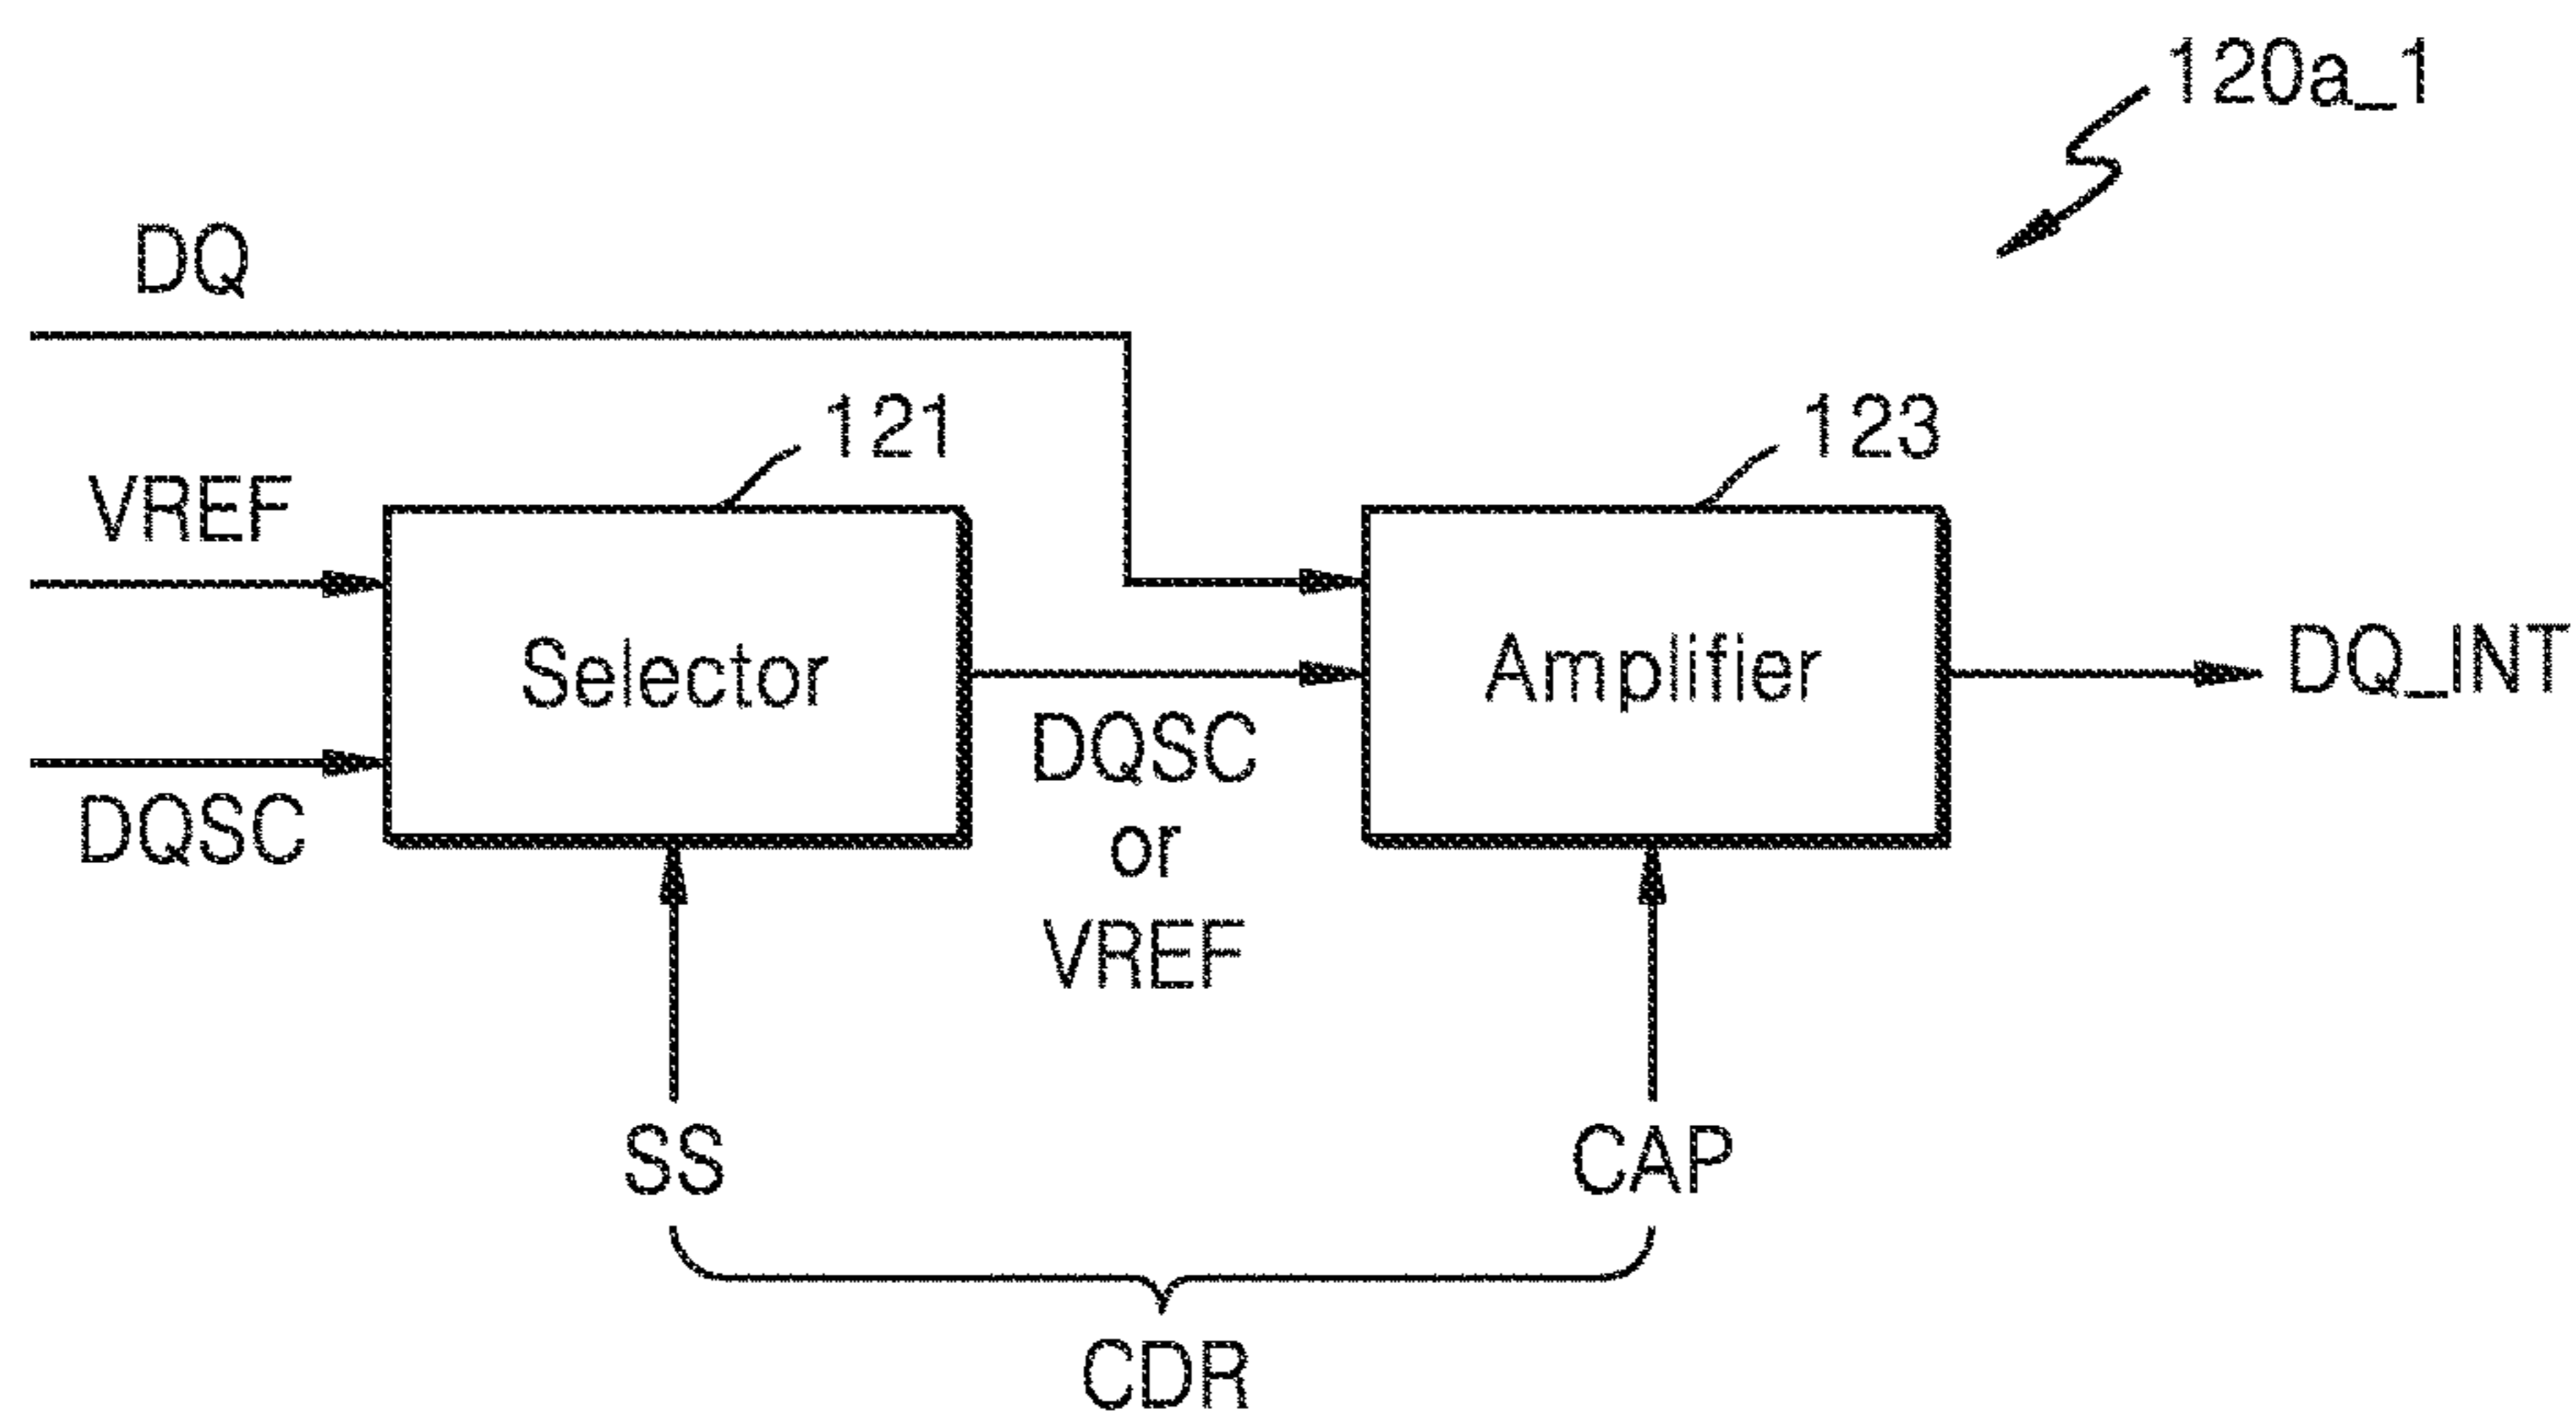 120a_1
DQ
121
123
VREF
Selector
Amplifier
DQ_INT
DQSC
DQSC
or
VREF
SS
CAP
CDR